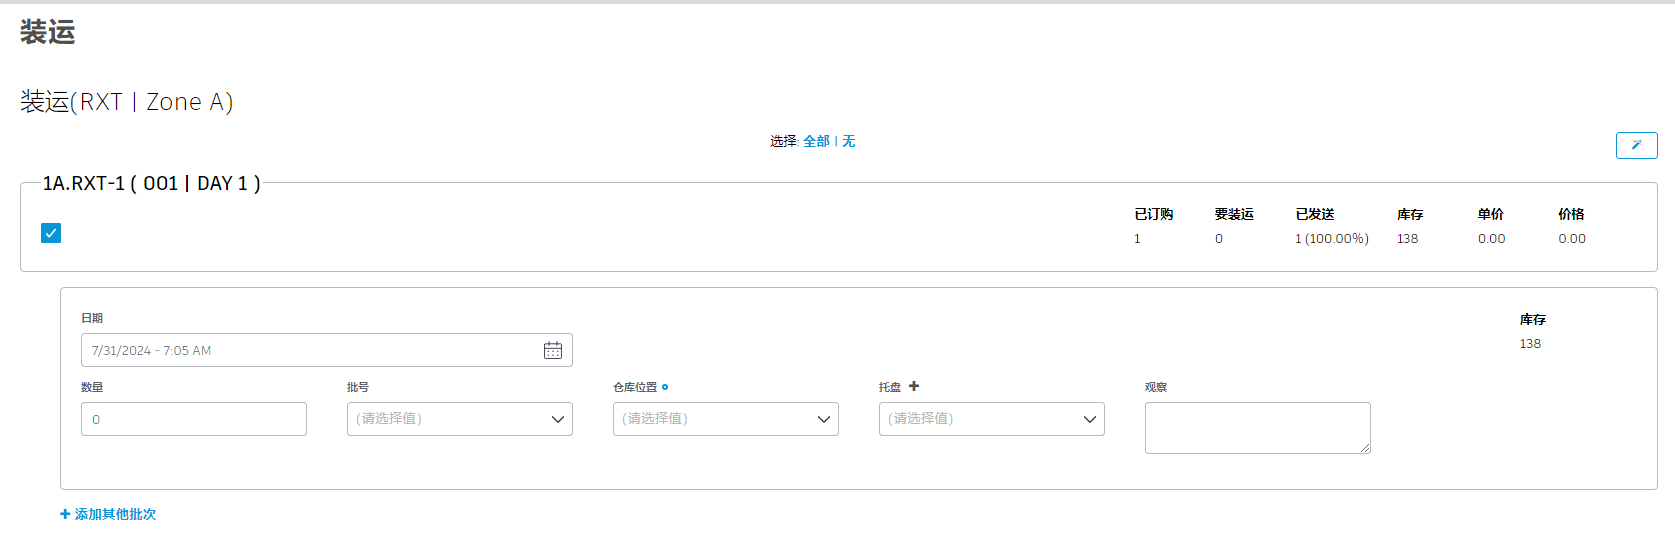 装运
装运(RXT | Zone A)
选择: 全部 | 无
1A.RXT-1 ( 001 | DAY 1 )
已订购 要装运 已发送 库存 单价 价格
1 0 1 (100.00%) 138 0.00 0.00
日期 库存
7/31/2024 - 7:05 AM 138
数量 批号 仓库位置 托盘 观察
0 (请选择值) (请选择值) (请选择值)
添加其他批次